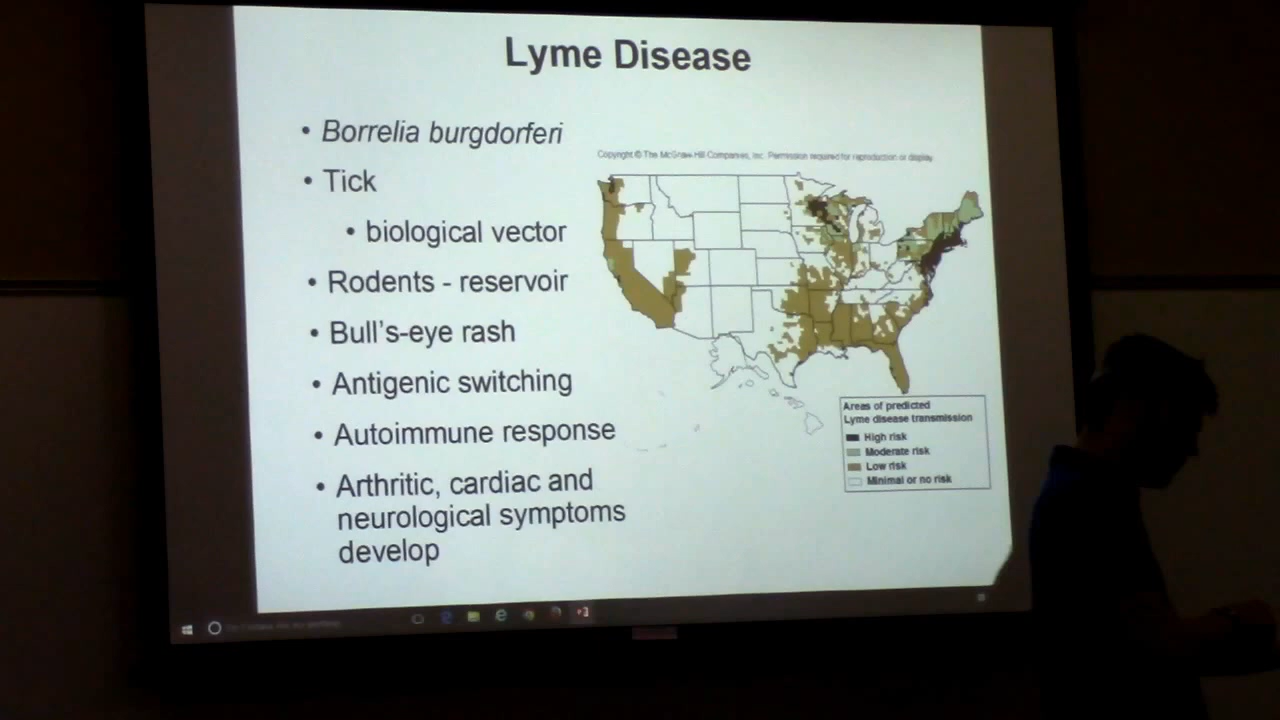 Lyme Disease
• Borrelia burgdorferi
• Tick
• biological vector
• Rodents - reservoir
• Bull's-eye rash
• Antigenic switching
• Autoimmune response
• Arthritic, cardiac and
neurological symptoms
develop
Copyright © The McGraw-Hill Companies, Inc. Permission required for reproduction or display.
Areas of predicted
Lyme disease transmission
High risk
Moderate risk
Low risk
Minimal or no risk